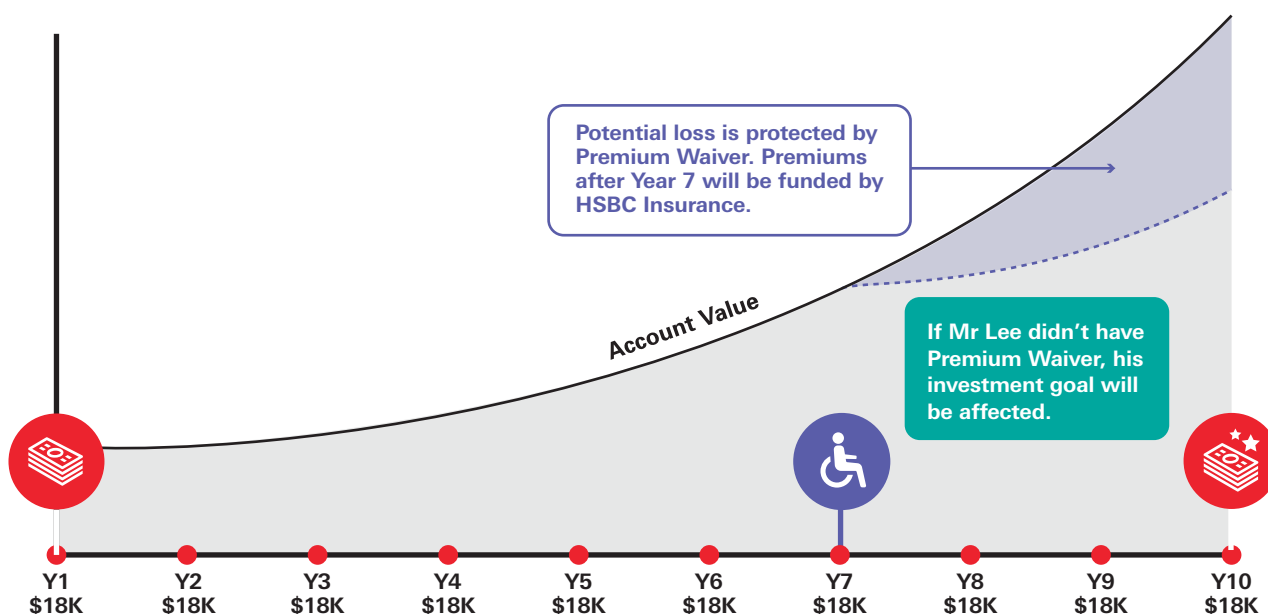 Potential loss is protected by
Premium Waiver. Premiums
after Year 7 will be funded by
HSBC Insurance.
Account Value
If Mr Lee didn’t have
Premium Waiver, his
investment goal will
be affected.
Y1 Y2 Y3 Y4 Y5 Y6 Y7 Y8 Y9 Y10
$18K $18K $18K $18K $18K $18K $18K $18K $18K $18K